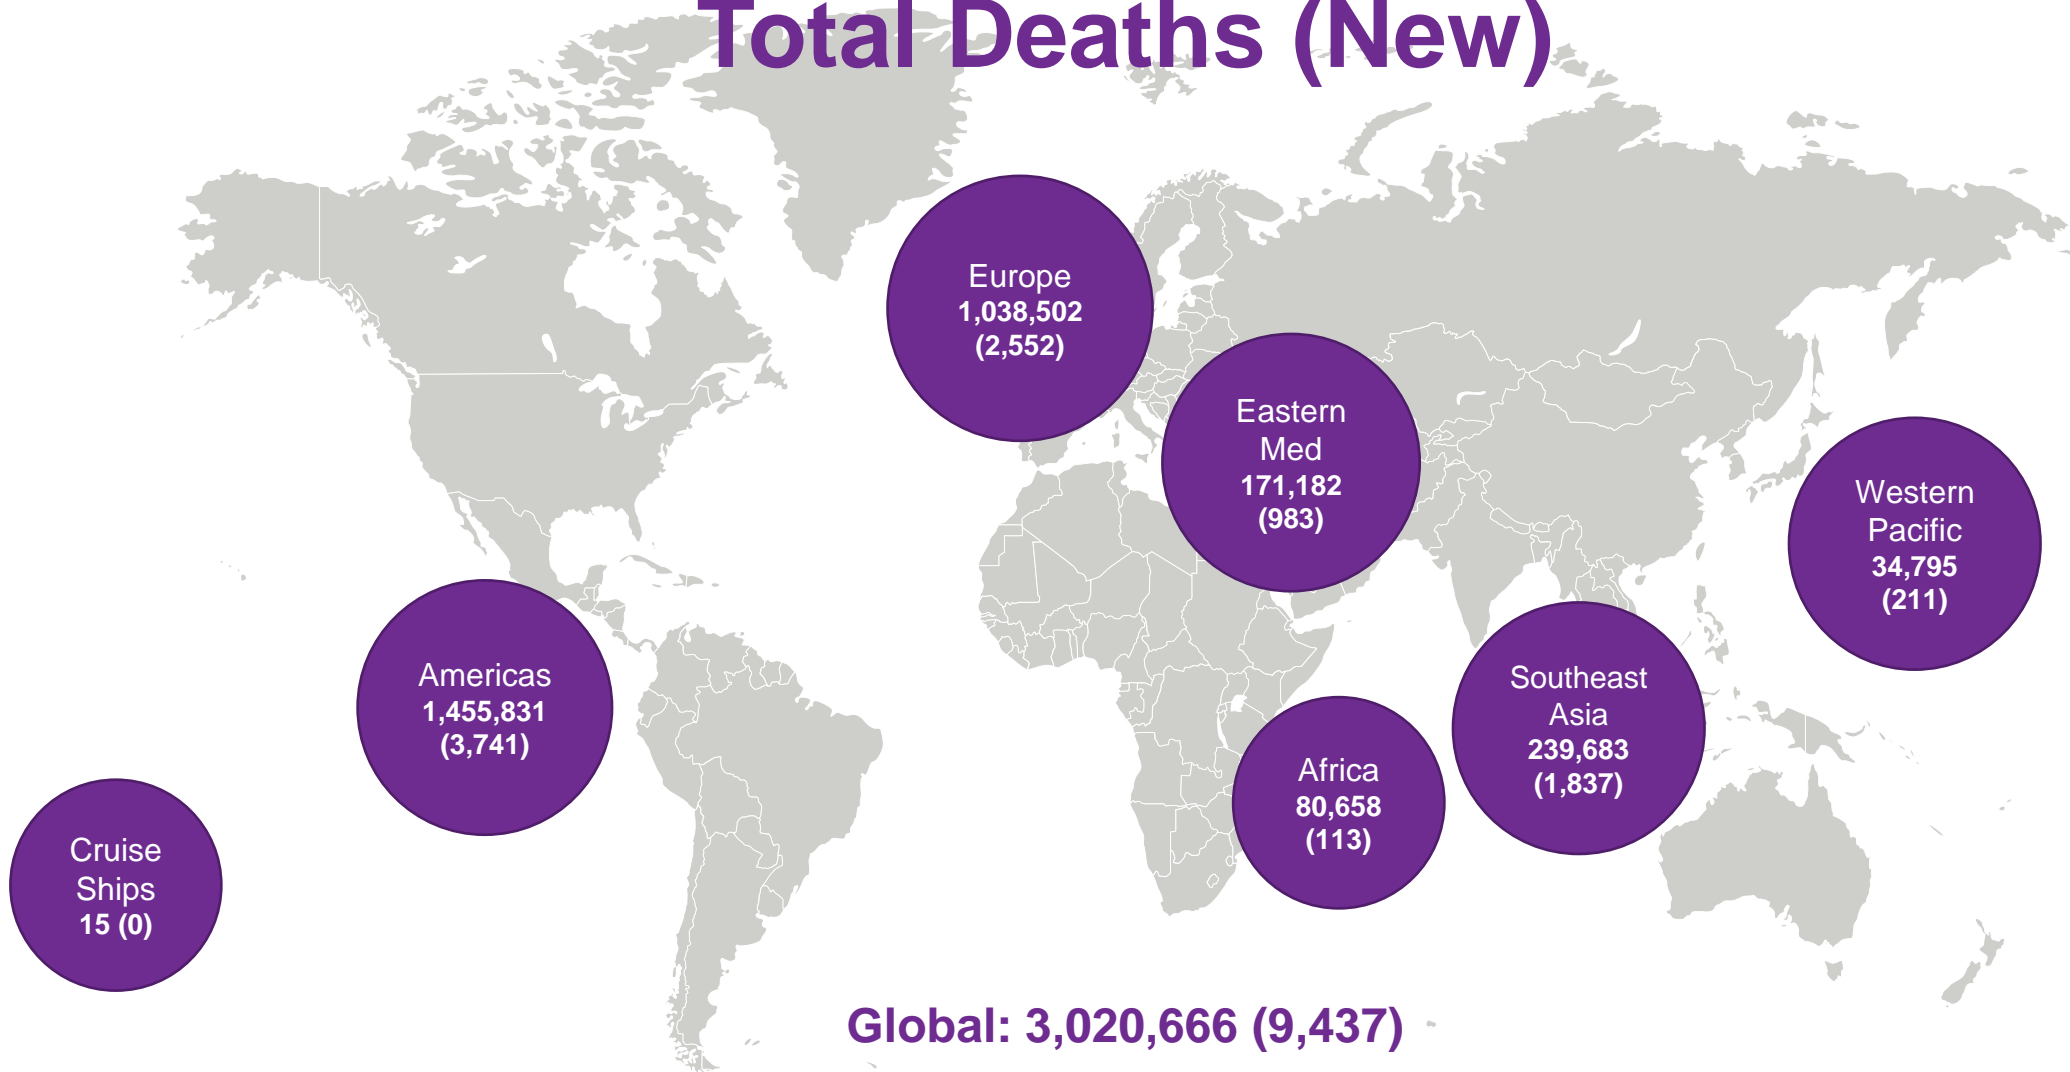 Total Deaths (New)
Europe
1,038,502
(2,552)
Eastern
Med
171,182
(983)
Western
Pacific
34,795
(211)
Americas
1,455,831
(3,741)
Southeast
Asia
239,683
(1,837)
Africa
80,658
(113)
Cruise
Ships
15 (0)
Global: 3,020,666 (9,437)